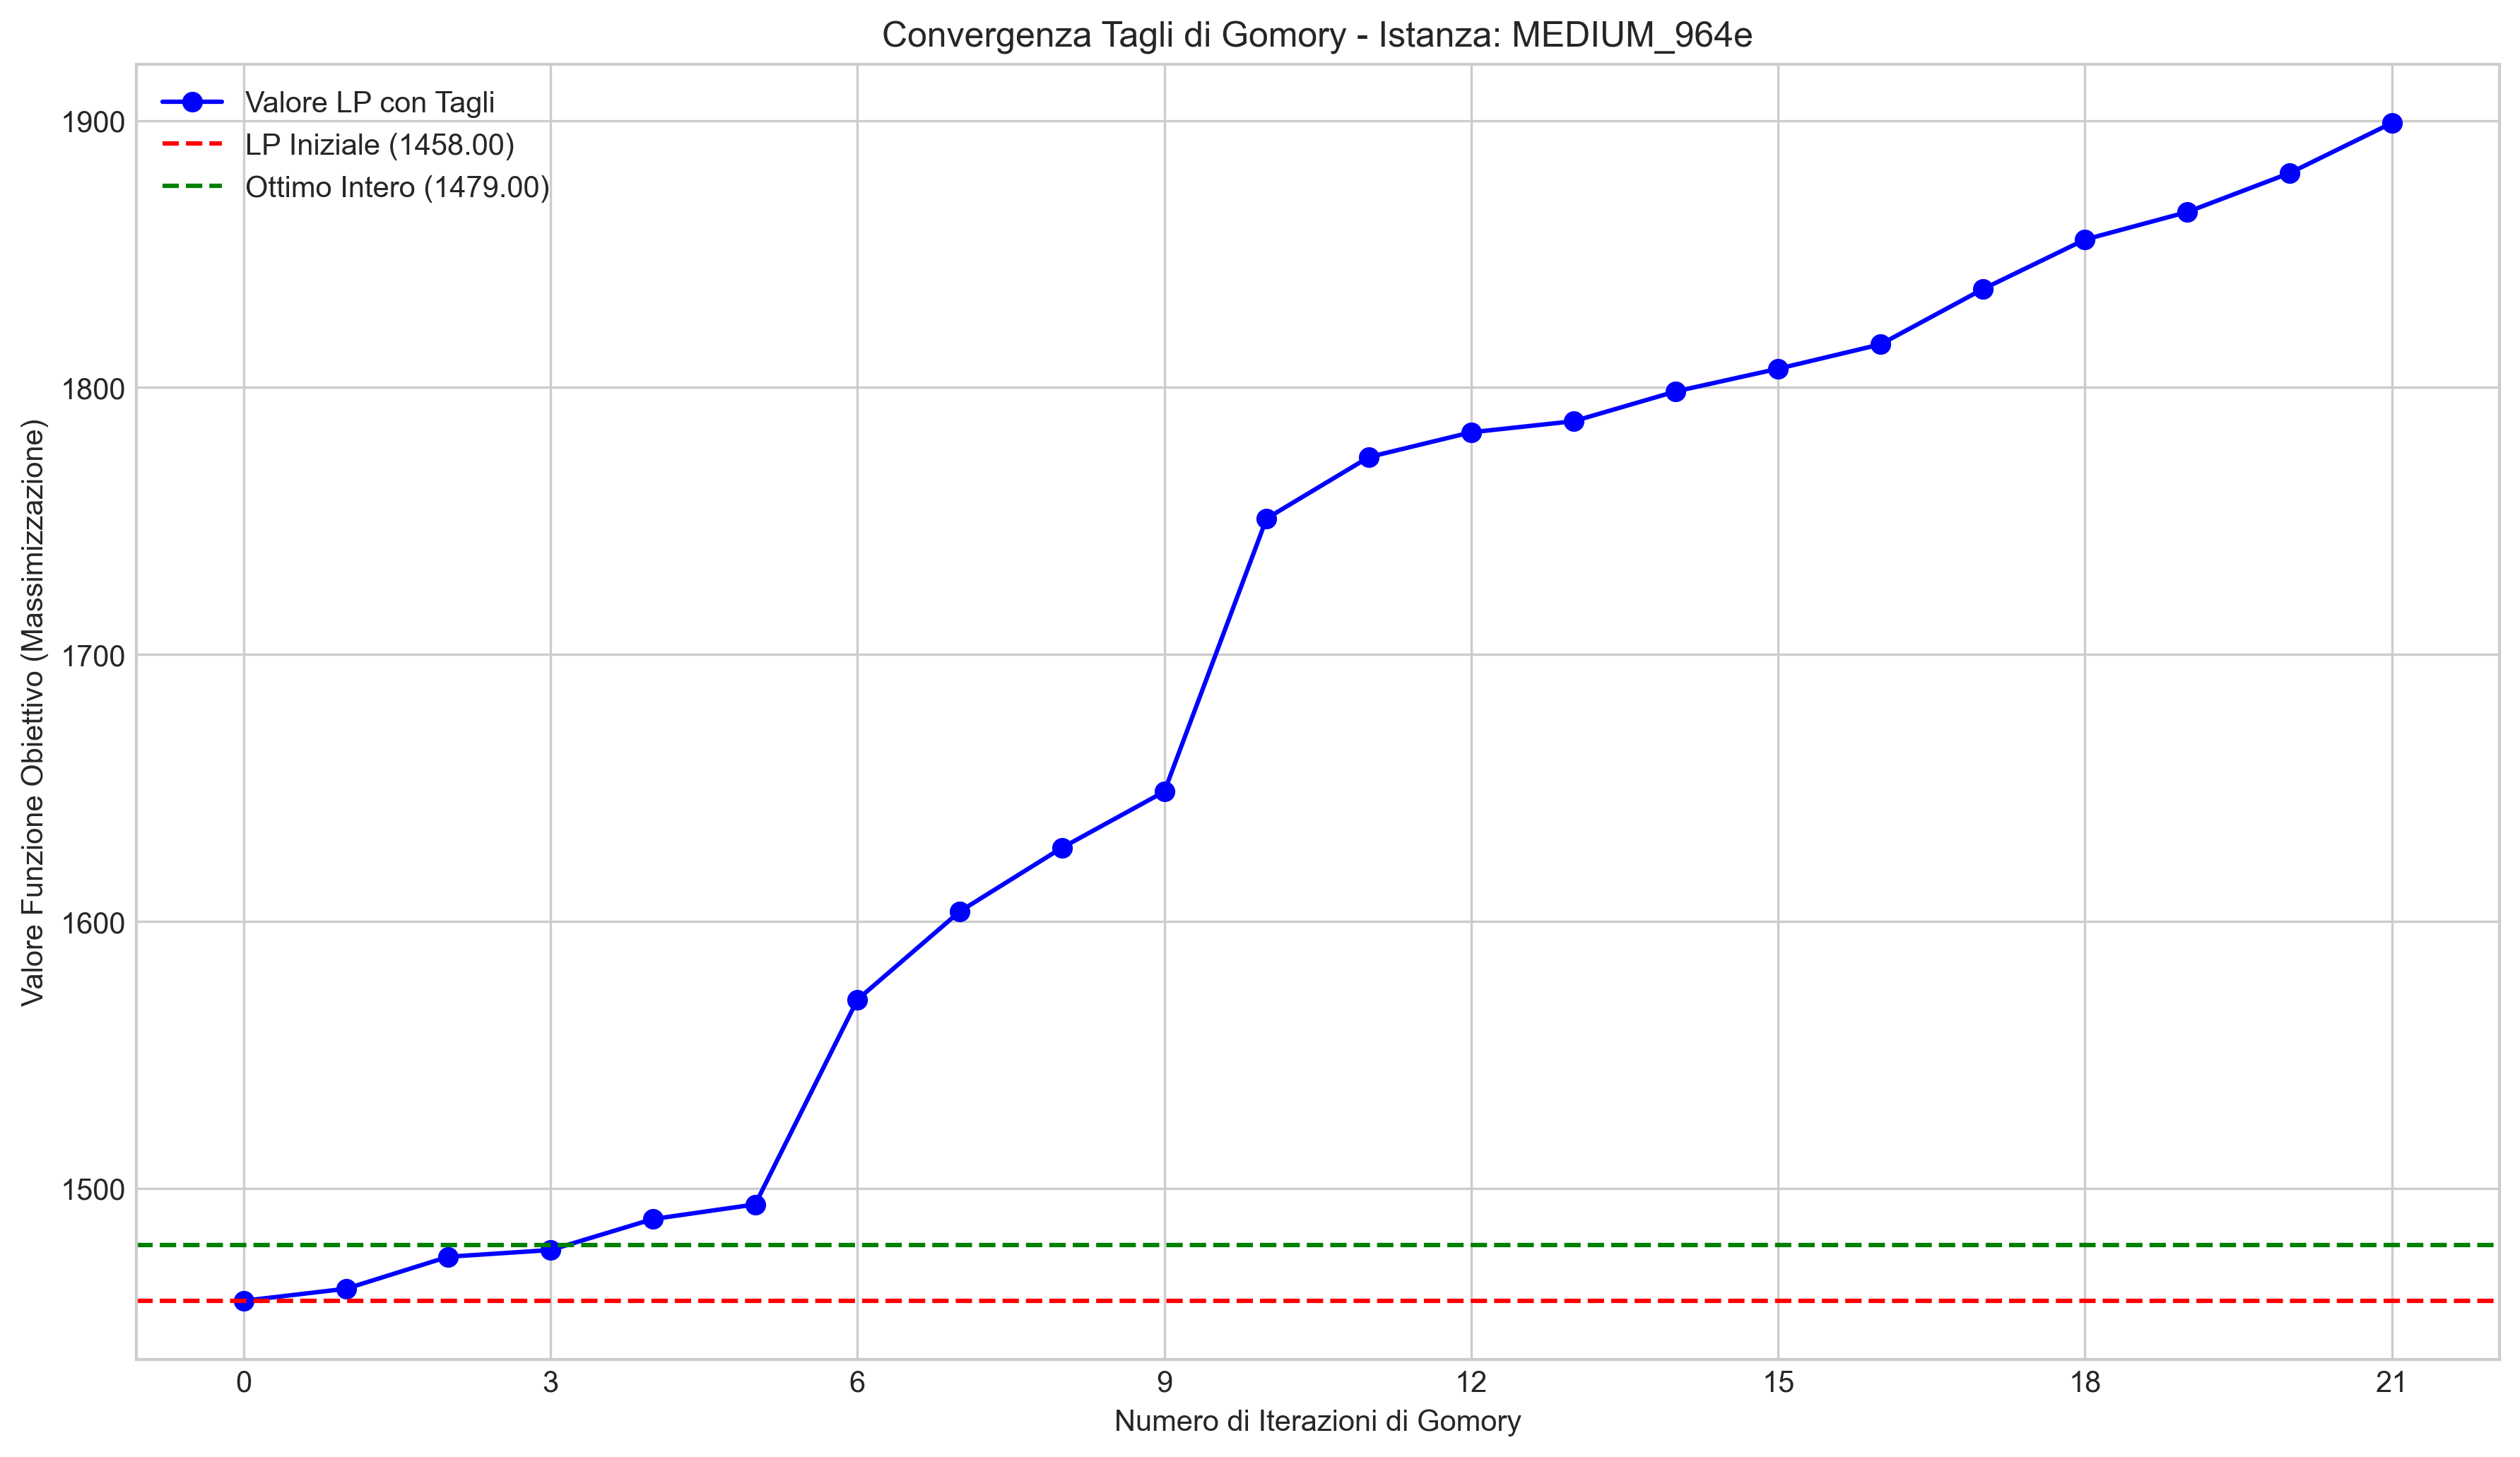 Convergenza Tagli di Gomory - Istanza: MEDIUM_964e
Valore LP con Tagli
LP Iniziale (1458.00)
Ottimo Intero (1479.00)
Valore Funzione Obiettivo (Massimizzazione)
1900
1800
1700
1600
1500
0 3 6 9 12 15 18 21
Numero di Iterazioni di Gomory